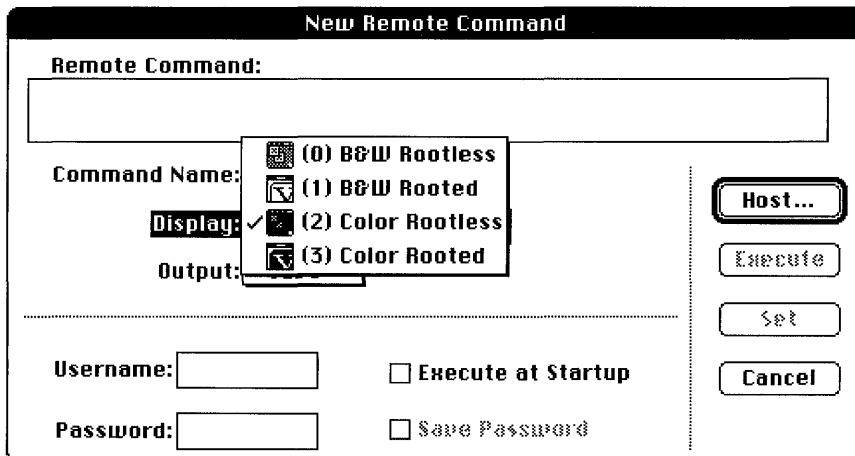 New Remote Command
Remote Command:
(0) B&W Rootless
Command Name:
(1) B&W Rooted
Host...
Display:
✓ (2) Color Rootless
(3) Color Rooted
Execute
Output:
Set
Username:
Execute at Startup
Cancel
Password:
Save Password